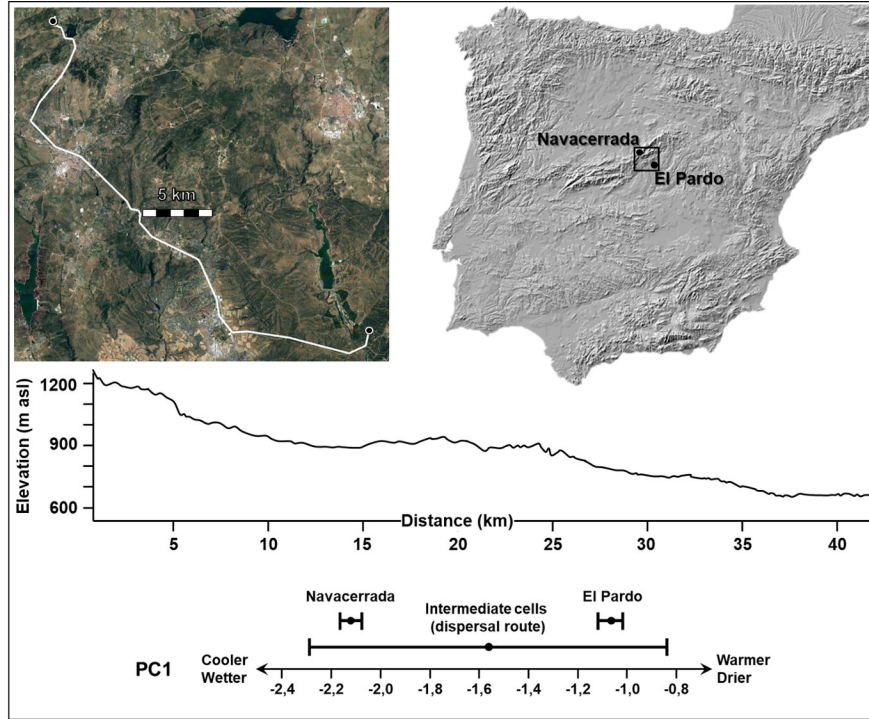 5 km
Navacerrada
El Pardo
Elevation (m asl)
1200
900
600
Distance (km)
5 10 15 20 25 30 35 40
Navacerrada
El Pardo
Intermediate cells
(dispersal route)
PC1
Cooler
Wetter
Warmer
Drier
-2,4 -2,2 -2,0 -1,8 -1,6 -1,4 -1,2 -1,0 -0,8